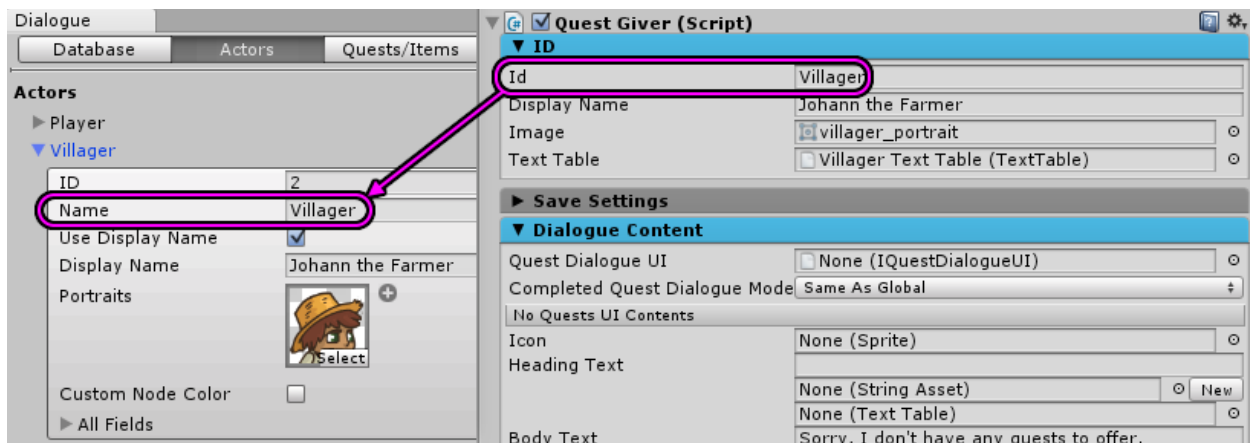 Dialogue
Database Actors Quests/Items
Actors
Player
Villager
ID 2
Name Villager
Use Display Name
Display Name Johann the Farmer
Portraits
Select
Custom Node Color
All Fields
Quest Giver (Script)
ID
Id Villager
Display Name Johann the Farmer
Image villager_portrait
Text Table Villager Text Table (TextTable)
Save Settings
Dialogue Content
Quest Dialogue UI None (IQuestDialogueUI)
Completed Quest Dialogue Mode Same As Global
No Quests UI Contents
Icon None (Sprite)
Heading Text
None (String Asset) New
None (Text Table)
Body Text Sorry, I don't have any quests to offer.